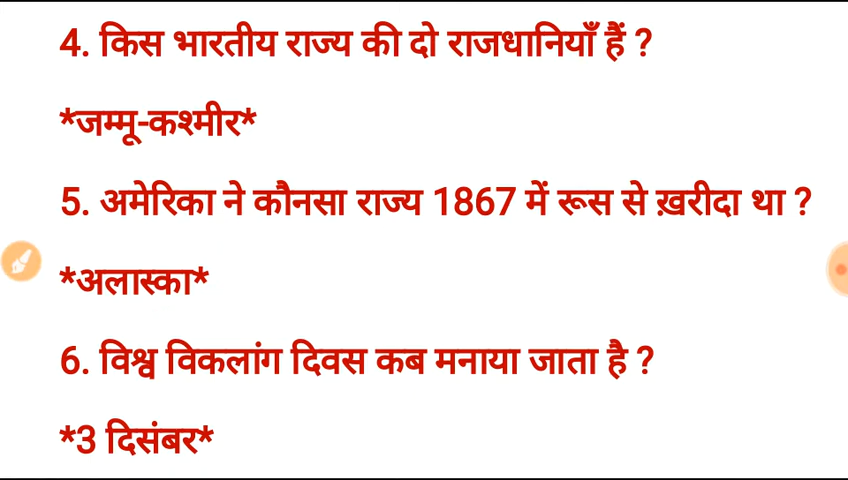 4. किस भारतीय राज्य की दो राजधानियाँ हैं ?
*जम्मू-कश्मीर*
5. अमेरिका ने कौनसा राज्य 1867 में रूस से ख़रीदा था ?
*अलास्का*
6. विश्व विकलांग दिवस कब मनाया जाता है ?
*3 दिसंबर*